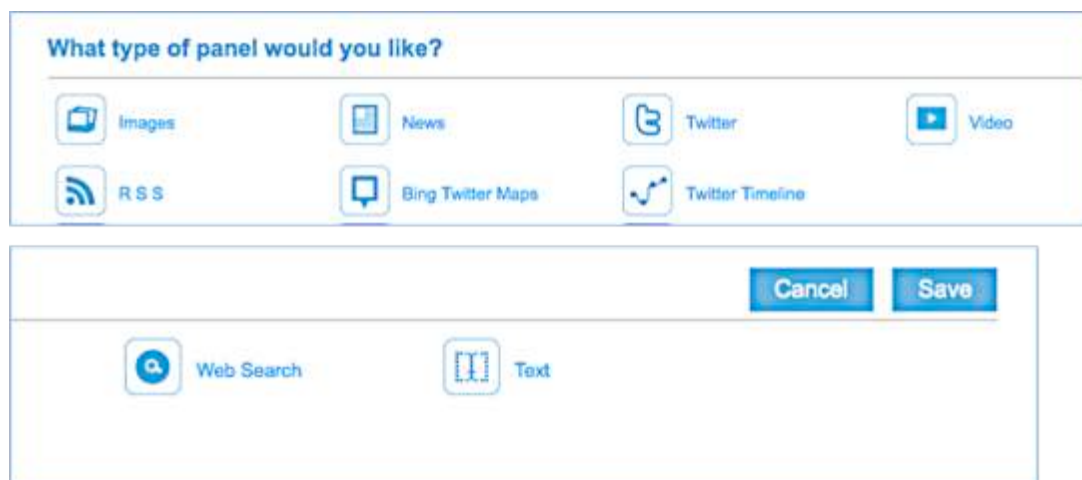 What type of panel would you like?
Images News Twitter Video
R S S Bing Twitter Maps Twitter Timeline
Cancel Save
Web Search Text